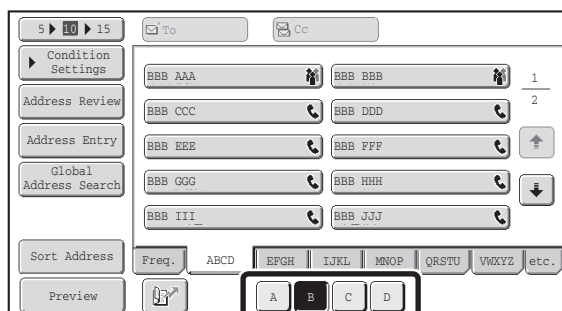 5 10 15
To
Cc
Condition
Settings
Address Review
Address Entry
Global
Address Search
Sort Address
Preview
BBB AAA
BBB BBB
BBB CCC
BBB DDD
BBB EEE
BBB FFF
BBB GGG
BBB HHH
BBB III
BBB JJJ
1
2
Freq. ABCD EFGH IJKL MNOP QRSTU VWXYZ etc.
A B C D